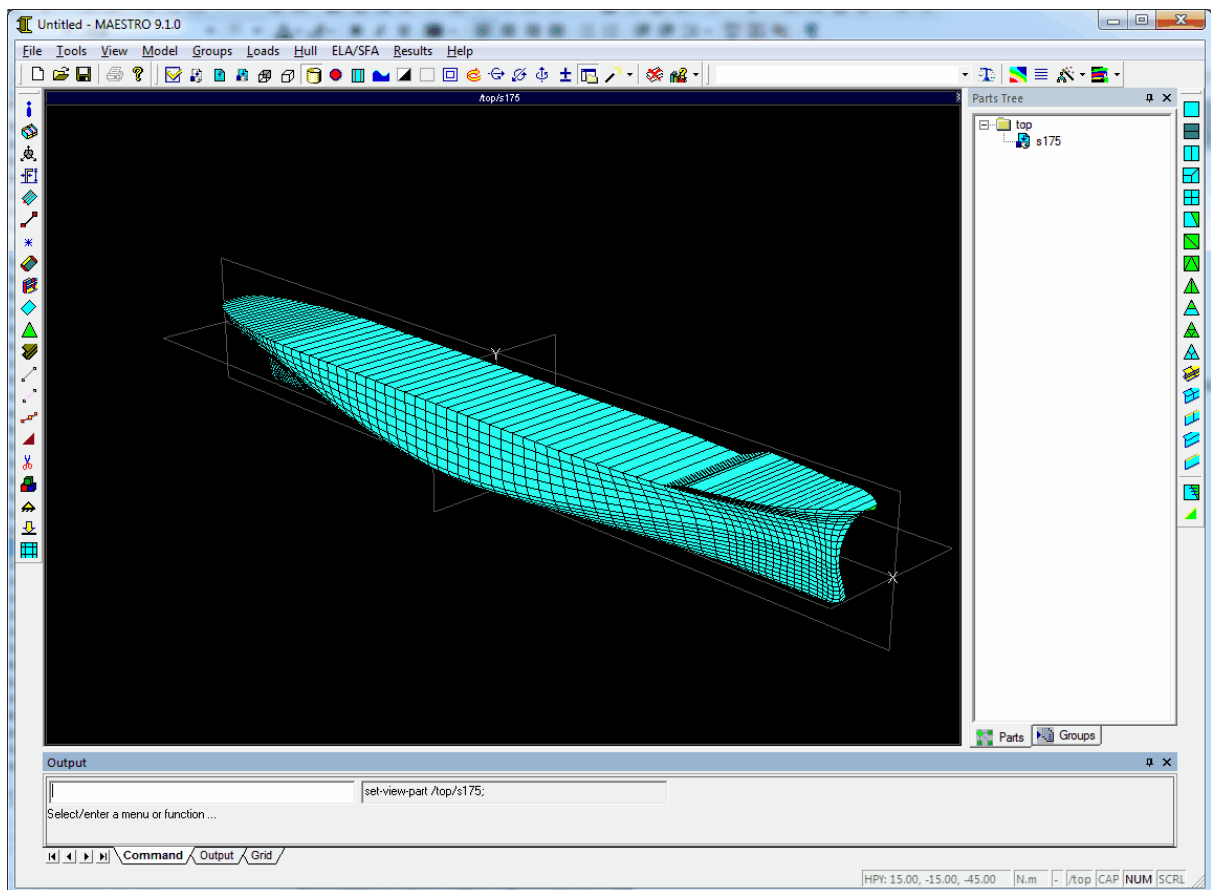 Untitled - MAESTRO 9.1.0
File Tools View Model Groups Loads Hull ELA/SFA Results Help
/top/s175
Parts Tree
top
s175
Y
X
Parts Groups
Output
set-view-part /top/s175;
Select/enter a menu or function ...
Command Output Grid
HPY: 15.00, -15.00, -45.00 N.m - /top CAP NUM SCRL